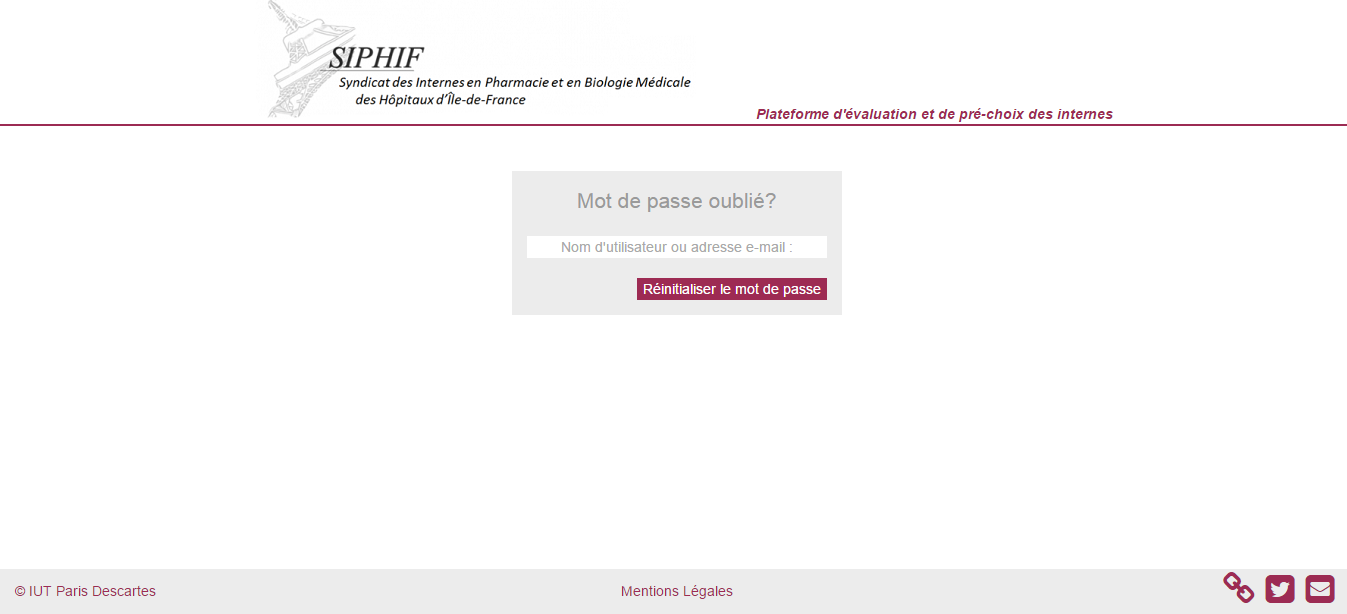 SIPHIF
Syndicat des Internes en Pharmacie et en Biologie Médicale
des Hôpitaux d'Île-de-France
Plateforme d'évaluation et de pré-choix des internes
Mot de passe oublié?
Nom d'utilisateur ou adresse e-mail :
Réinitialiser le mot de passe
© IUT Paris Descartes
Mentions Légales